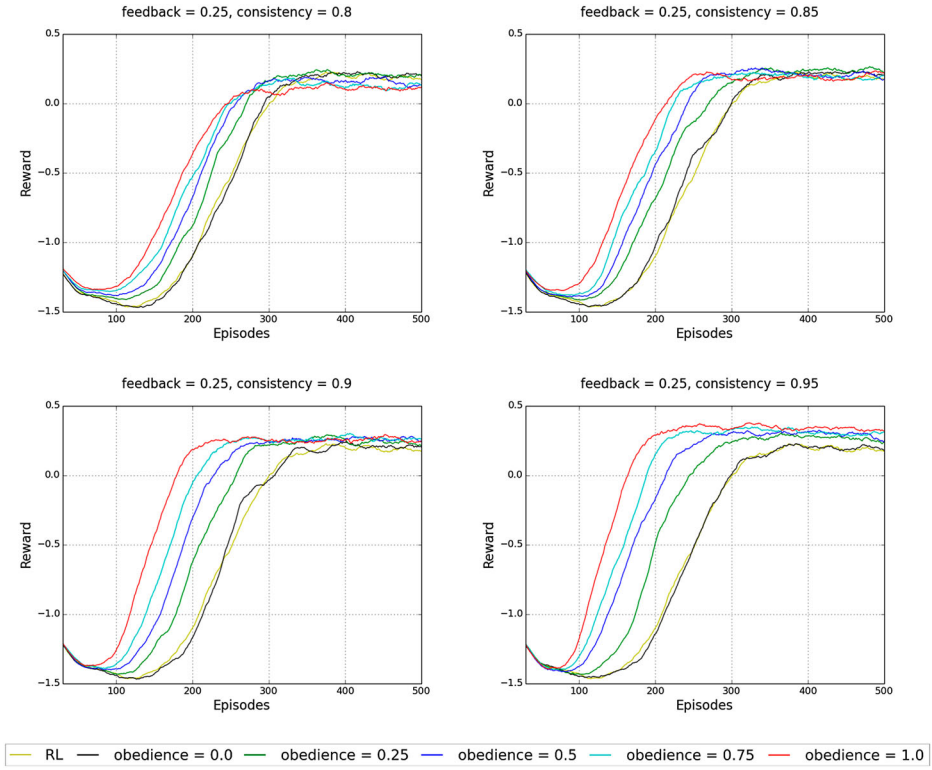 feedback = 0.25, consistency = 0.8
0.5
0.0
−0.5
−1.0
−1.5
Reward
100 200 300 400 500
Episodes
feedback = 0.25, consistency = 0.85
0.5
0.0
−0.5
−1.0
−1.5
Reward
100 200 300 400 500
Episodes
feedback = 0.25, consistency = 0.9
0.5
0.0
−0.5
−1.0
−1.5
Reward
100 200 300 400 500
Episodes
feedback = 0.25, consistency = 0.95
0.5
0.0
−0.5
−1.0
−1.5
Reward
100 200 300 400 500
Episodes
RL obedience = 0.0 obedience = 0.25 obedience = 0.5 obedience = 0.75 obedience = 1.0